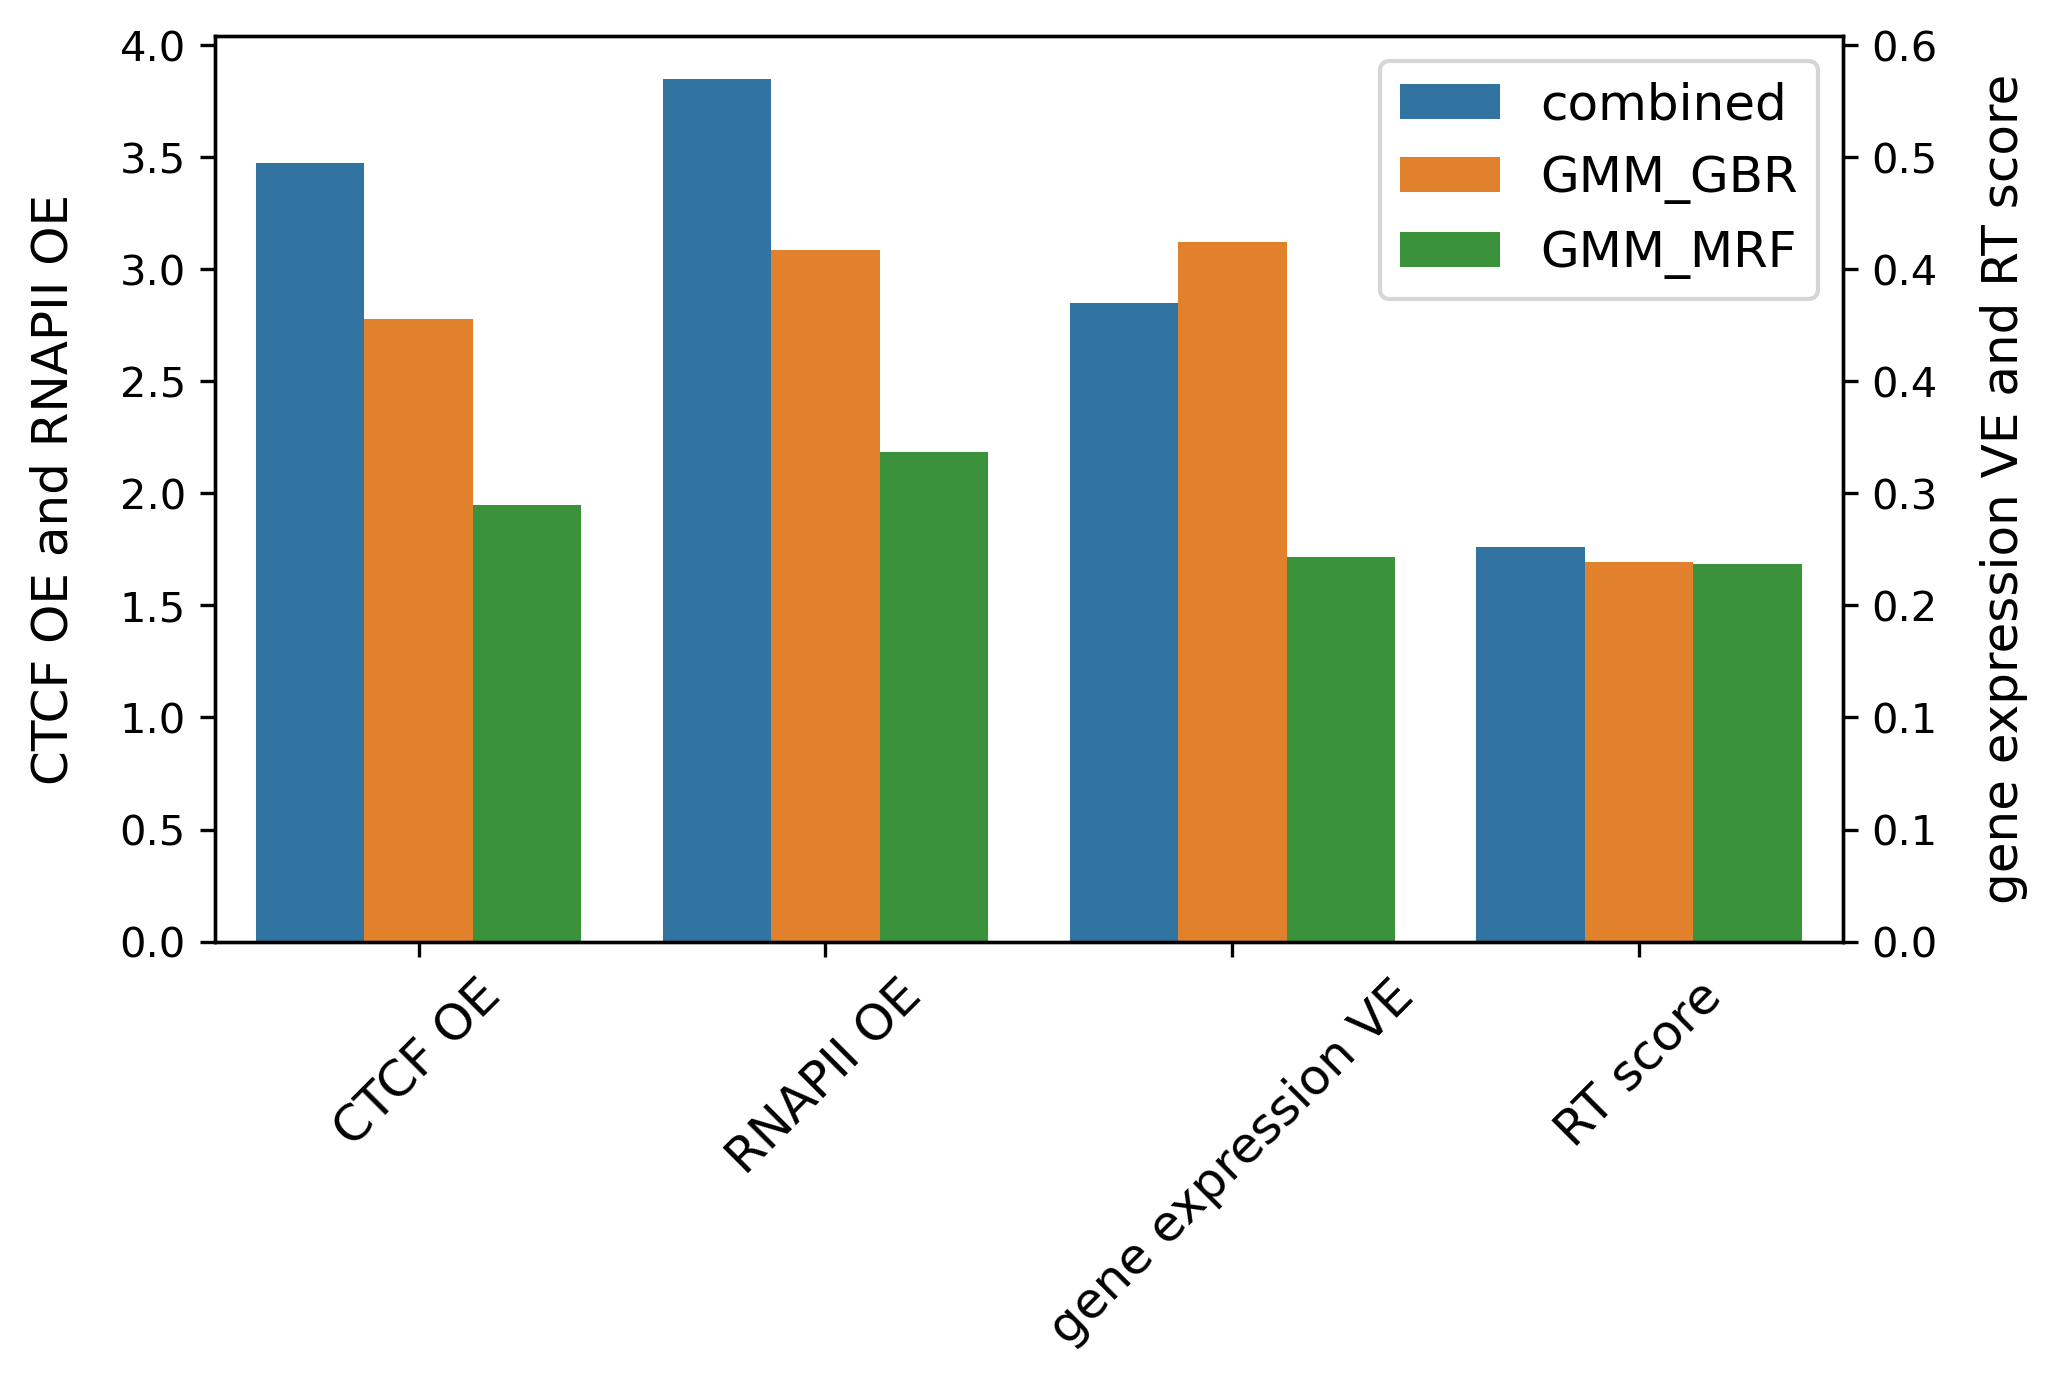 CTCF OE and RNAPII OE
4.0
3.5
3.0
2.5
2.0
1.5
1.0
0.5
0.0
combined
GMM_GBR
GMM_MRF
0.6
0.5
0.4
0.4
0.3
0.2
0.1
0.1
0.0
gene expression VE and RT score
CTCF OE
RNAPII OE
gene expression VE
RT score